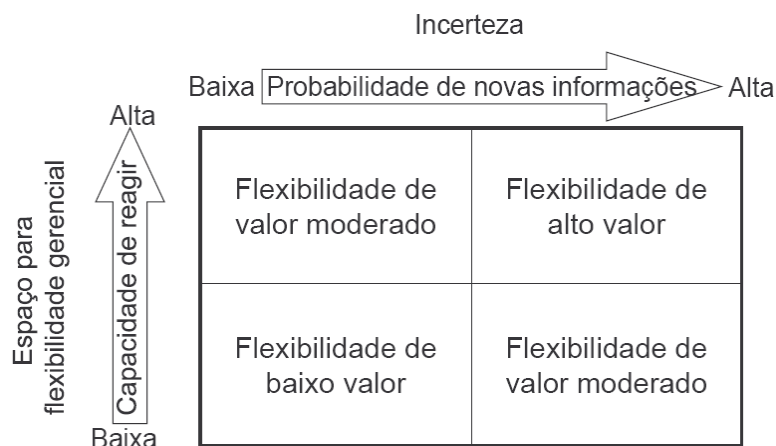 Incerteza
Baixa Probabilidade de novas informações Alta
Alta
Espaço para
flexibilidade gerencial
Capacidade de reagir
Baixa
Flexibilidade de
valor moderado
Flexibilidade de
alto valor
Flexibilidade de
baixo valor
Flexibilidade de
valor moderado